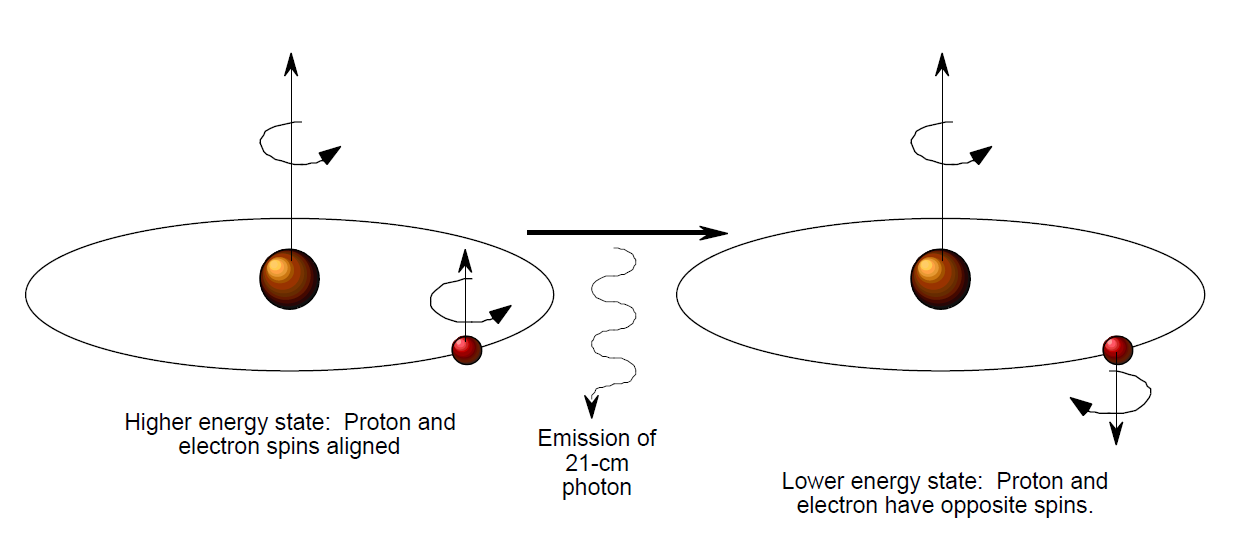 Higher energy state:  Proton and
electron spins aligned
Emission of
21-cm
photon
Lower energy state:  Proton and
electron have opposite spins.